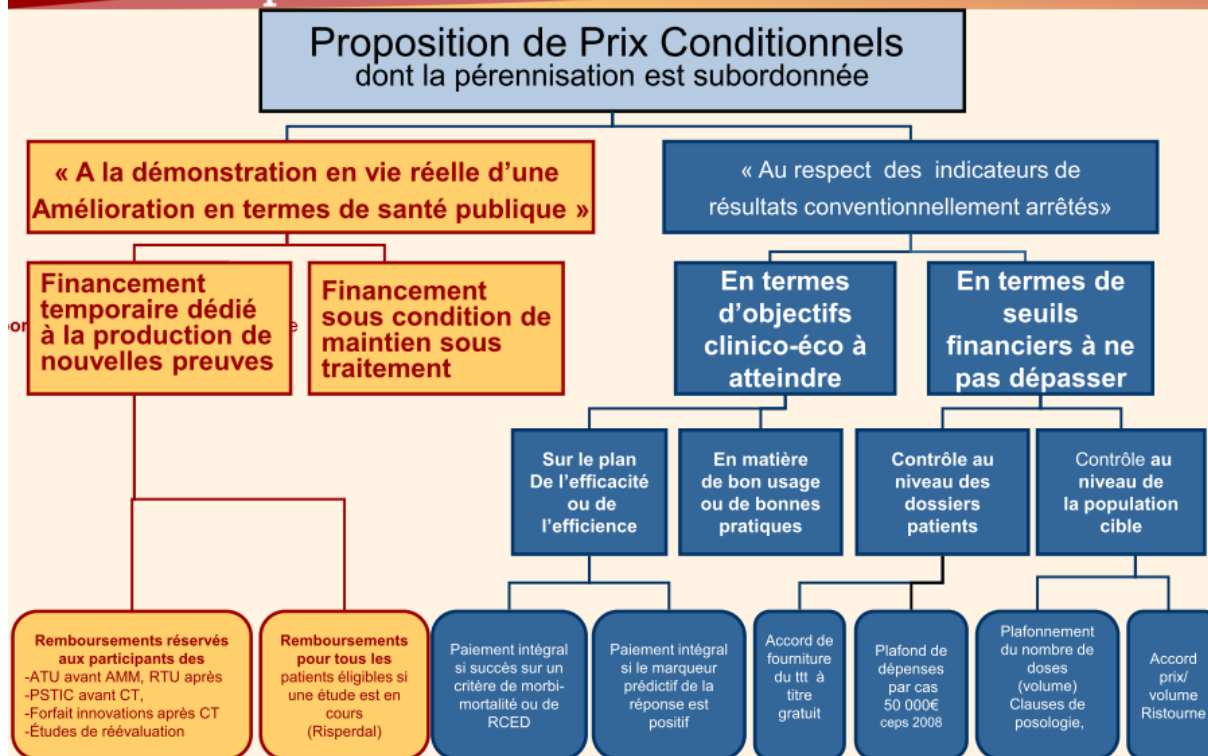 Proposition de Prix Conditionnels
dont la pérennisation est subordonnée
« A la démonstration en vie réelle d'une
Amélioration en termes de santé publique »
« Au respect des indicateurs de
résultats conventionnellement arrêtés»
Financement
temporaire dédié
à la production de
nouvelles preuves
Financement
sous condition de
maintien sous
traitement
En termes
d'objectifs
clinico-éco à
atteindre
En termes de
seuils
financiers à ne
pas dépasser
Sur le plan
De l'efficacité
ou de
l'efficience
En matière
de bon usage
ou de bonnes
pratiques
Contrôle au
niveau des
dossiers
patients
Contrôle au
niveau de
la population
cible
Remboursements réservés
aux participants des
-ATU avant AMM, RTU après
-PSTIC avant CT,
-Forfait innovations après CT
-Études de réévaluation
Remboursements
pour tous les
patients éligibles si
une étude est en
cours
(Risperdal)
Paiement intégral
si succès sur un
critère de morbi-
mortalité ou de
RCED
Paiement intégral
si le marqueur
prédictif de la
réponse est
positif
Accord de
fourniture
du ttt à
titre
gratuit
Plafond de
dépenses
par cas
50 000€
ceps 2008
Plafonnement
du nombre de
doses
(volume)
Clauses de
posologie,
Accord
prix/
volume
Ristourne